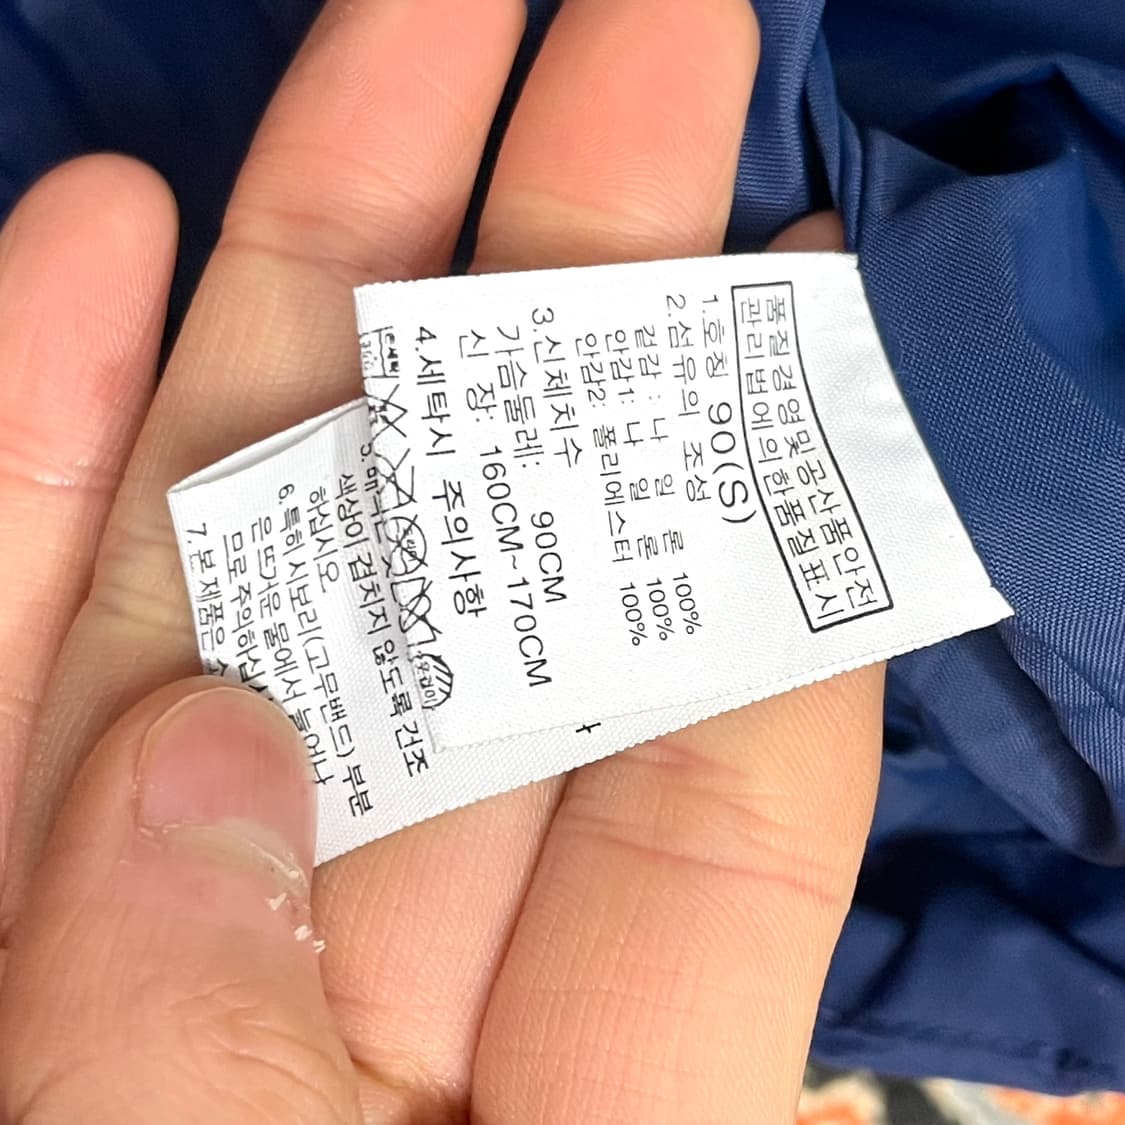 품질경영및공산품안전
관리법에의한품질표시
1.호칭 90(S)
2.섬유의 조성
겉감 : 나 일 론 100%
안감1: 나 일 론 100%
안감2: 폴리에스터 100%
3.신체치수
가슴둘레: 90CM
신 장: 160CM~170CM
4.세탁시 주의사항
손세탁
5.
색상이 겹치지 않도록 건조
하십시오
6.특히 시보리(고무밴드) 부분
은뜨거운 물에서 늘어나
므로주의하십시
7.본 제품은